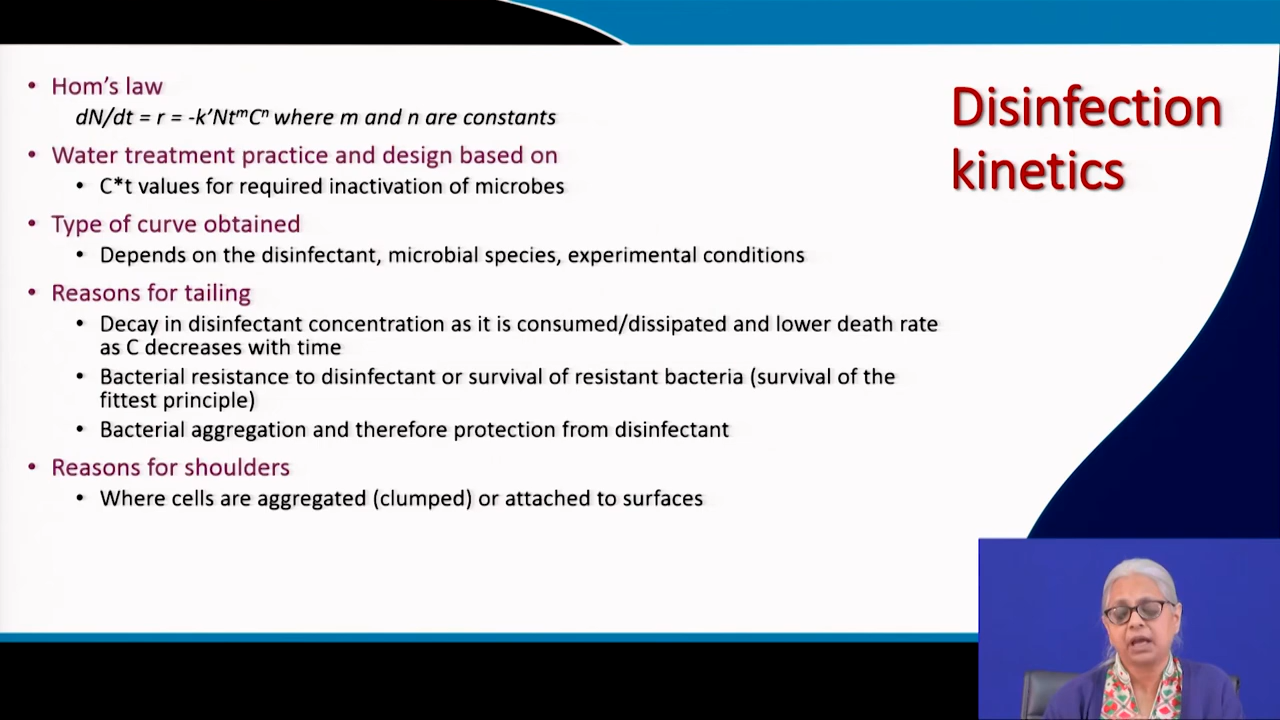 Disinfection
kinetics
• Hom's law
dN/dt = r = -k'NtᵐCⁿ where m and n are constants
• Water treatment practice and design based on
• C*t values for required inactivation of microbes
• Type of curve obtained
• Depends on the disinfectant, microbial species, experimental conditions
• Reasons for tailing
• Decay in disinfectant concentration as it is consumed/dissipated and lower death rate
as C decreases with time
• Bacterial resistance to disinfectant or survival of resistant bacteria (survival of the
fittest principle)
• Bacterial aggregation and therefore protection from disinfectant
• Reasons for shoulders
• Where cells are aggregated (clumped) or attached to surfaces